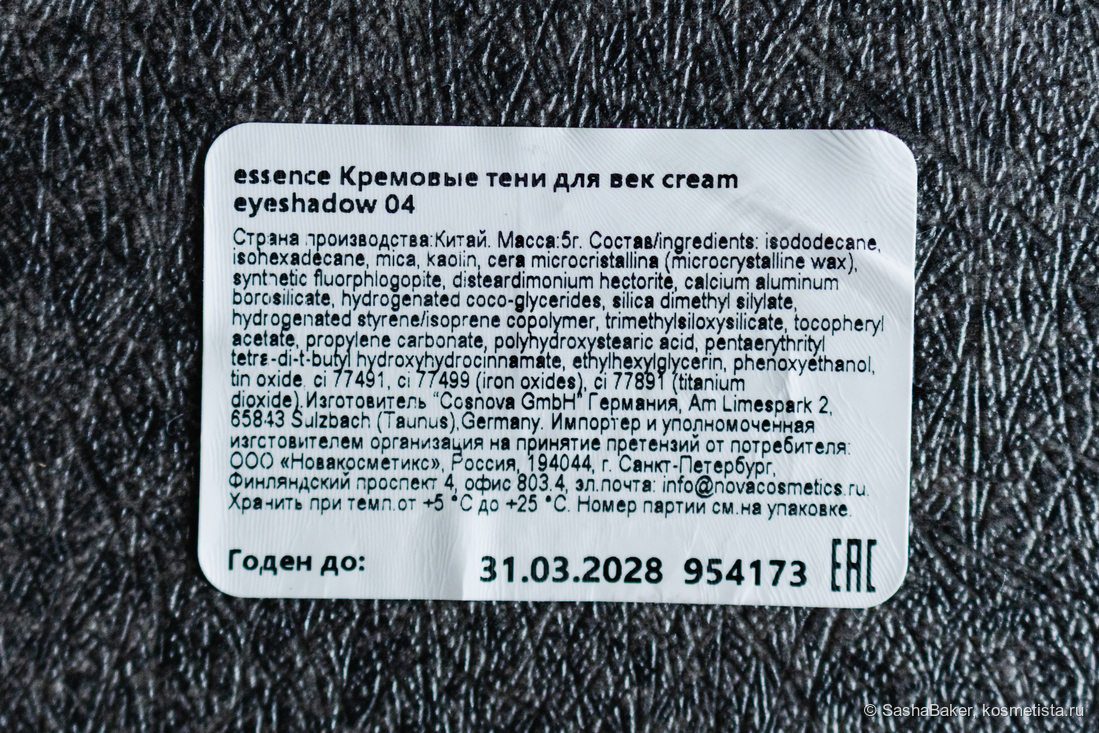 essence Кремовые тени для век cream
eyeshadow 04
Страна производства:Китай. Масса:5г. Состав/ingredients: isododecane,
isohexadecane, mica, kaolin, cera microcristallina (microcrystalline wax),
synthetic fluorphlogopite, disteardimonium hectorite, calcium aluminum
borosilicate, hydrogenated coco-glycerides, silica dimethyl silylate,
hydrogenated styrene/isoprene copolymer, trimethylsiloxysilicate, tocopheryl
acetate, propylene carbonate, polyhydroxystearic acid, pentaerythrityl
tetra-di-t-butyl hydroxyhydrocinnamate, ethylhexylglycerin, phenoxyethanol,
tin oxide, ci 77491, ci 77499 (iron oxides), ci 77891 (titanium
dioxide).Изготовитель "Cosnova GmbH" Германия, Am Limespark 2,
65843 Sulzbach (Taunus),Germany. Импортер и уполномоченная
изготовителем организация на принятие претензий от потребителя:
ООО «Новакосметикс», Россия, 194044, г. Санкт-Петербург,
Финляндский проспект 4, офис 803.4, эл.почта: info@novacosmetics.ru.
Хранить при темп.от +5 °C до +25 °C. Номер партии см.на упаковке.
Годен до: 31.03.2028 954173 EAC
© SashaBaker, kosmetista.ru